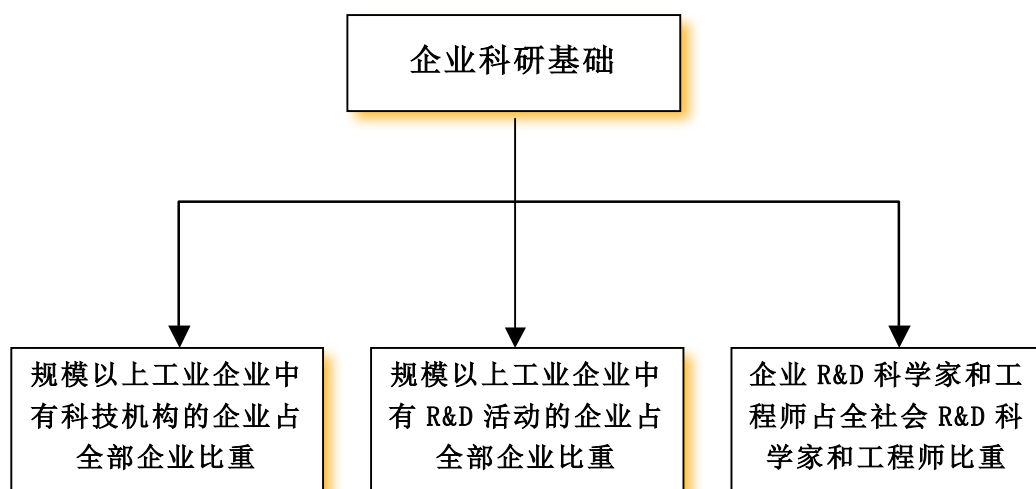 企业科研基础
规模以上工业企业中
有科技机构的企业占
全部企业比重
规模以上工业企业中
有 R&D 活动的企业占
全部企业比重
企业 R&D 科学家和工
程师占全社会 R&D 科
学家和工程师比重